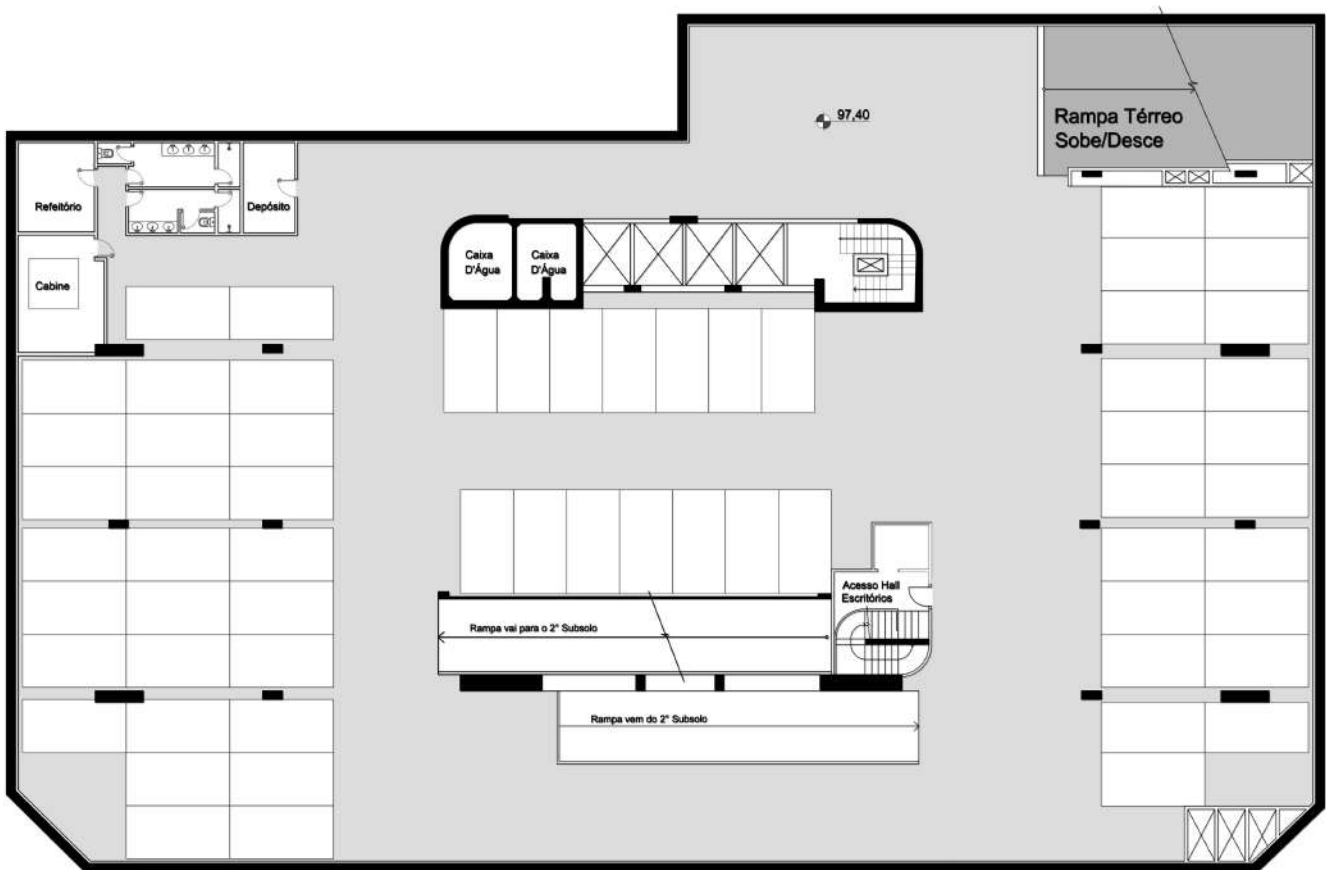 97,40
Rampa Térreo
Sobe/Desce
Refeitório
Depósito
Caixa
D'Água
Caixa
D'Água
Cabine
Acesso Hall
Escritórios
Rampa vai para o 2° Subsolo
Rampa vem do 2° Subsolo